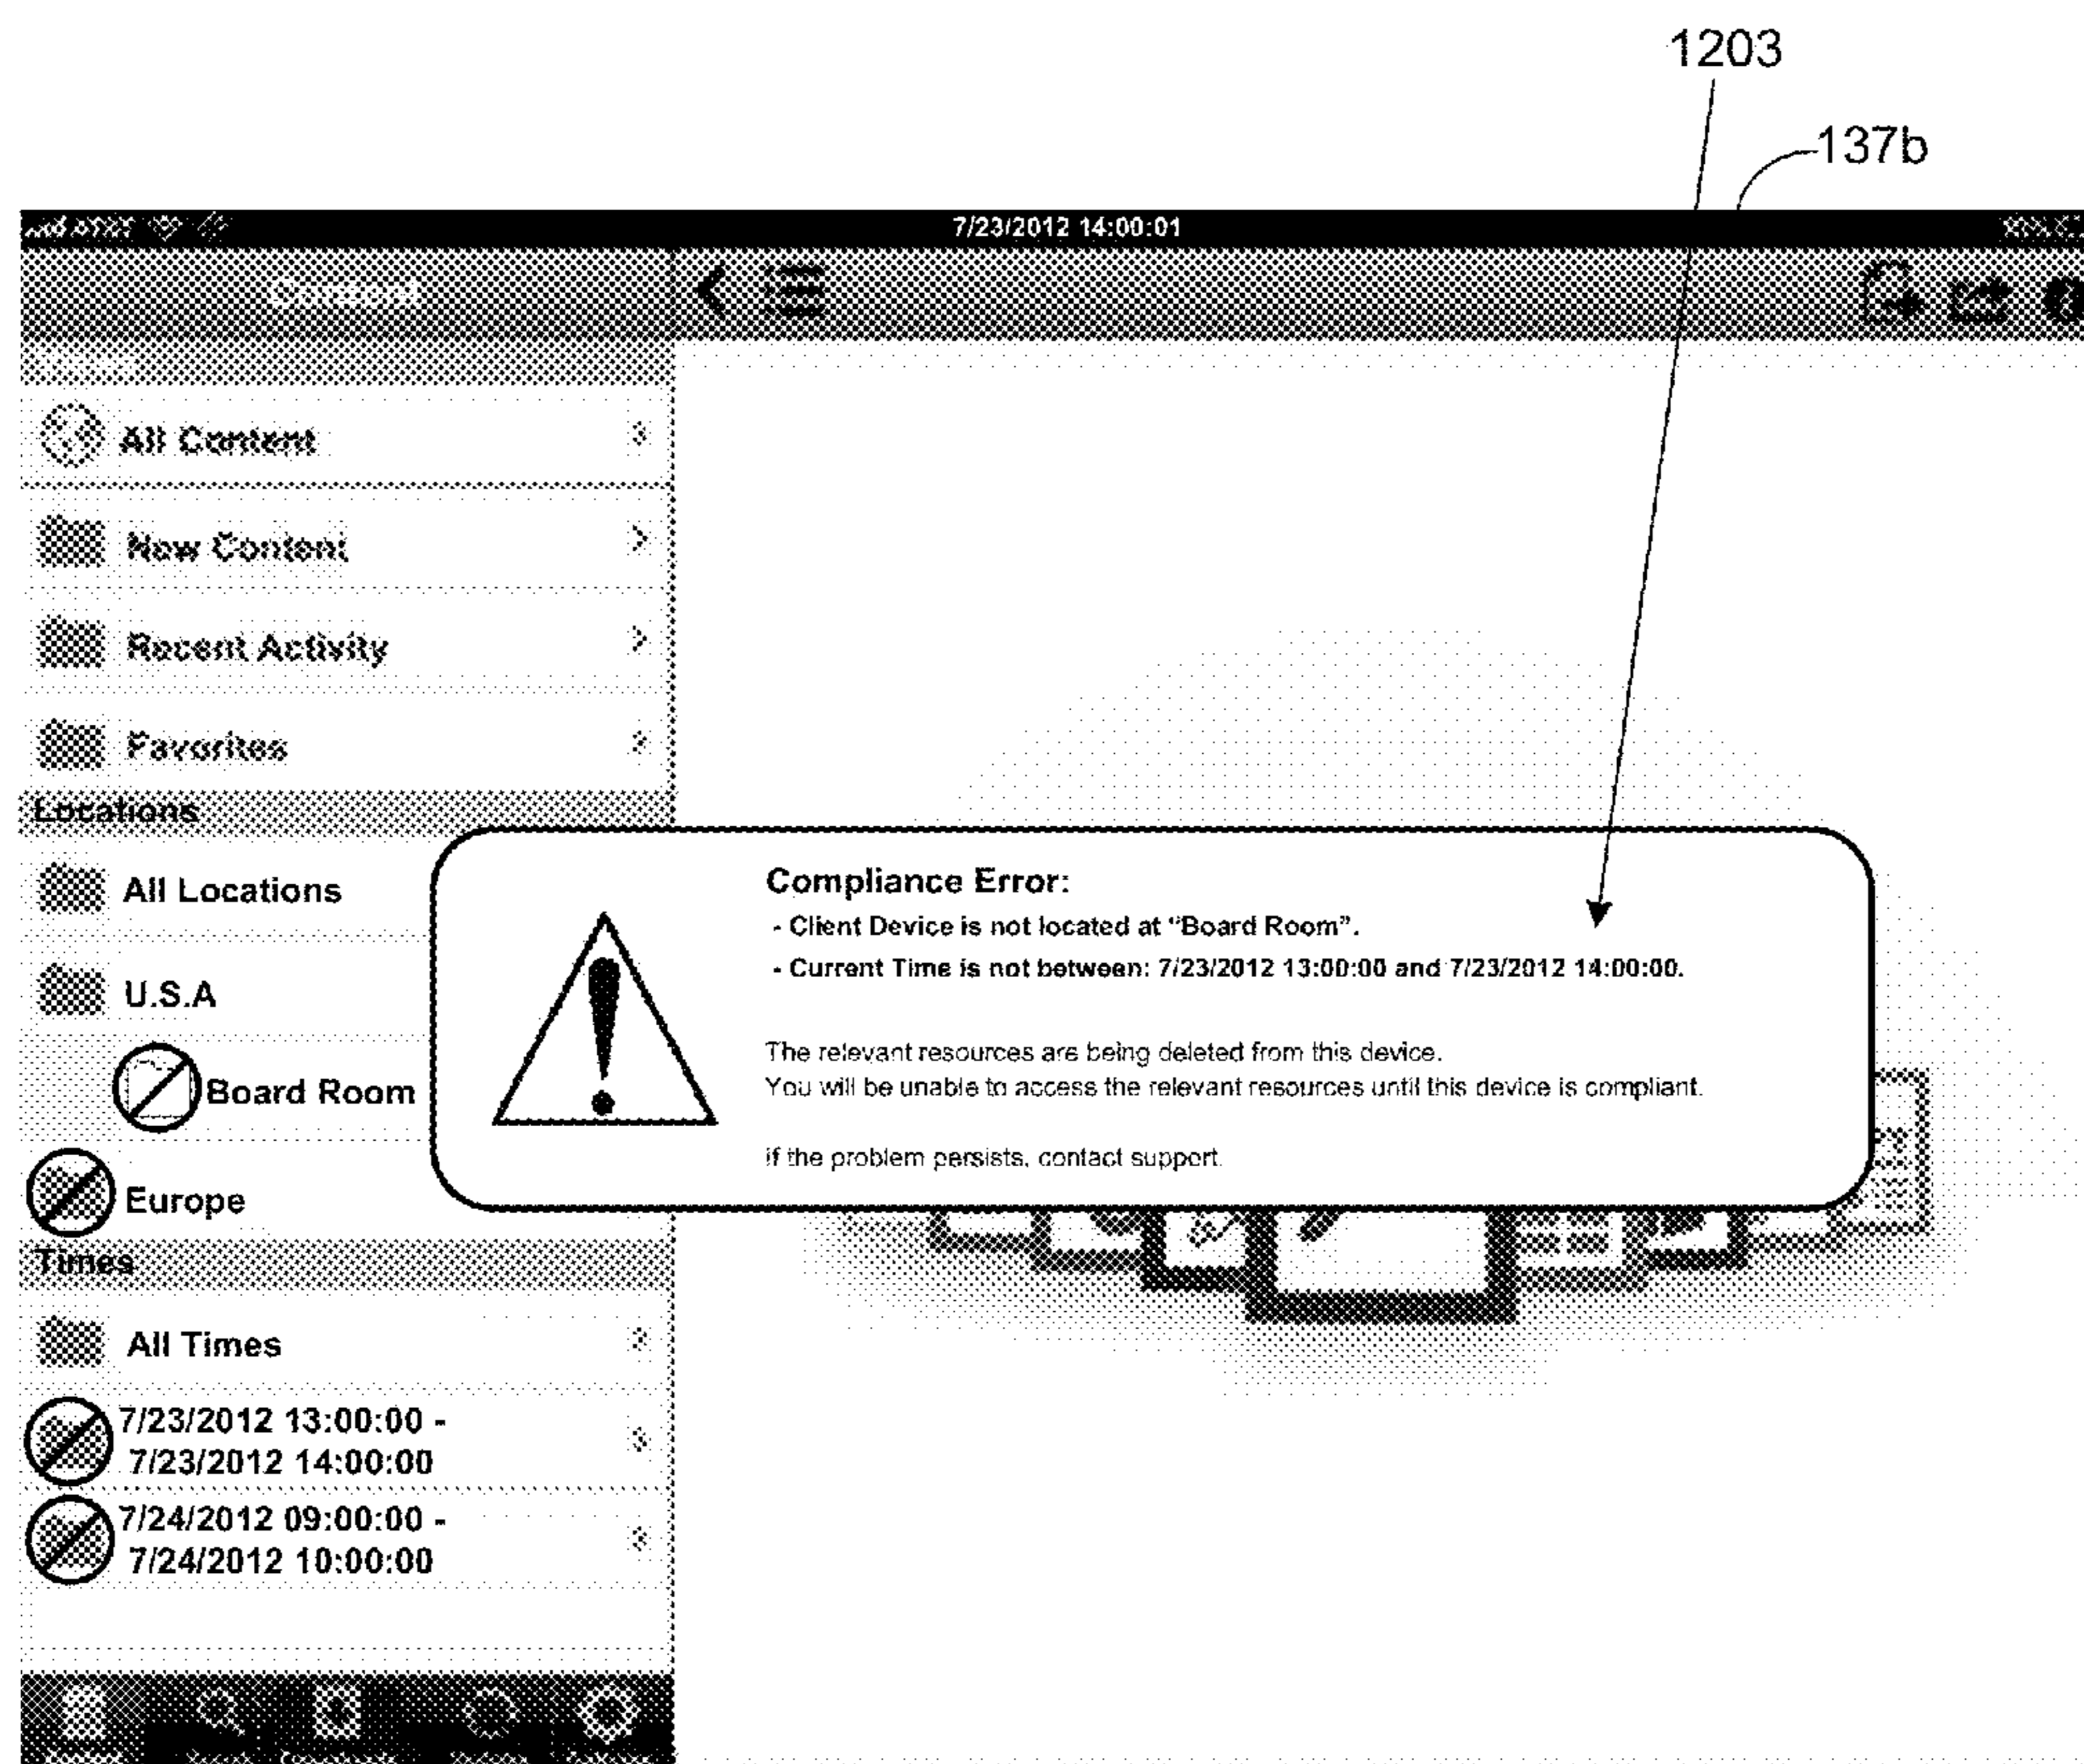 1203
137b
7/23/2012 14:00:01
Content
All Content
New Content
Recent Activity
Favorites
Locations
All Locations
U.S.A
Board Room
Europe
Compliance Error:
- Client Device is not located at “Board Room”.
- Current Time is not between: 7/23/2012 13:00:00 and 7/23/2012 14:00:00.
The relevant resources are being deleted from this device.
You will be unable to access the relevant resources until this device is compliant.
If the problem persists, contact support.
Times
All Times
7/23/2012 13:00:00 -
7/23/2012 14:00:00
7/24/2012 09:00:00 -
7/24/2012 10:00:00